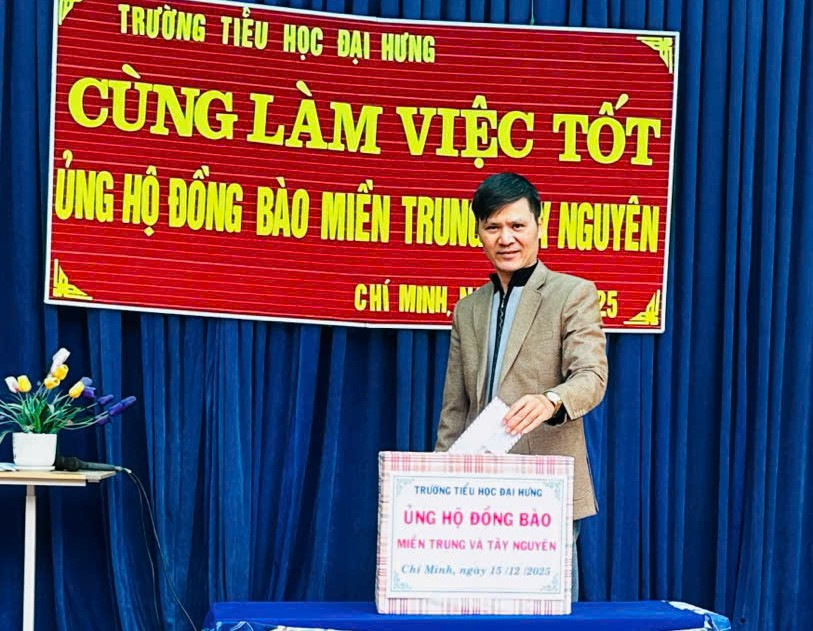 TRƯỜNG TIỂU HỌC ĐẠI HƯNG
CÙNG LÀM VIỆC TỐT
ỦNG HỘ ĐỒNG BÀO MIỀN TRUNG NGUYÊN
CHÍ MINH, 25
TRƯỜNG TIỂU HỌC ĐẠI HƯNG
ỦNG HỘ ĐỒNG BÀO
MIỀN TRUNG VÀ TÂY NGUYÊN
Chí Minh, ngày 15 /12 /2025